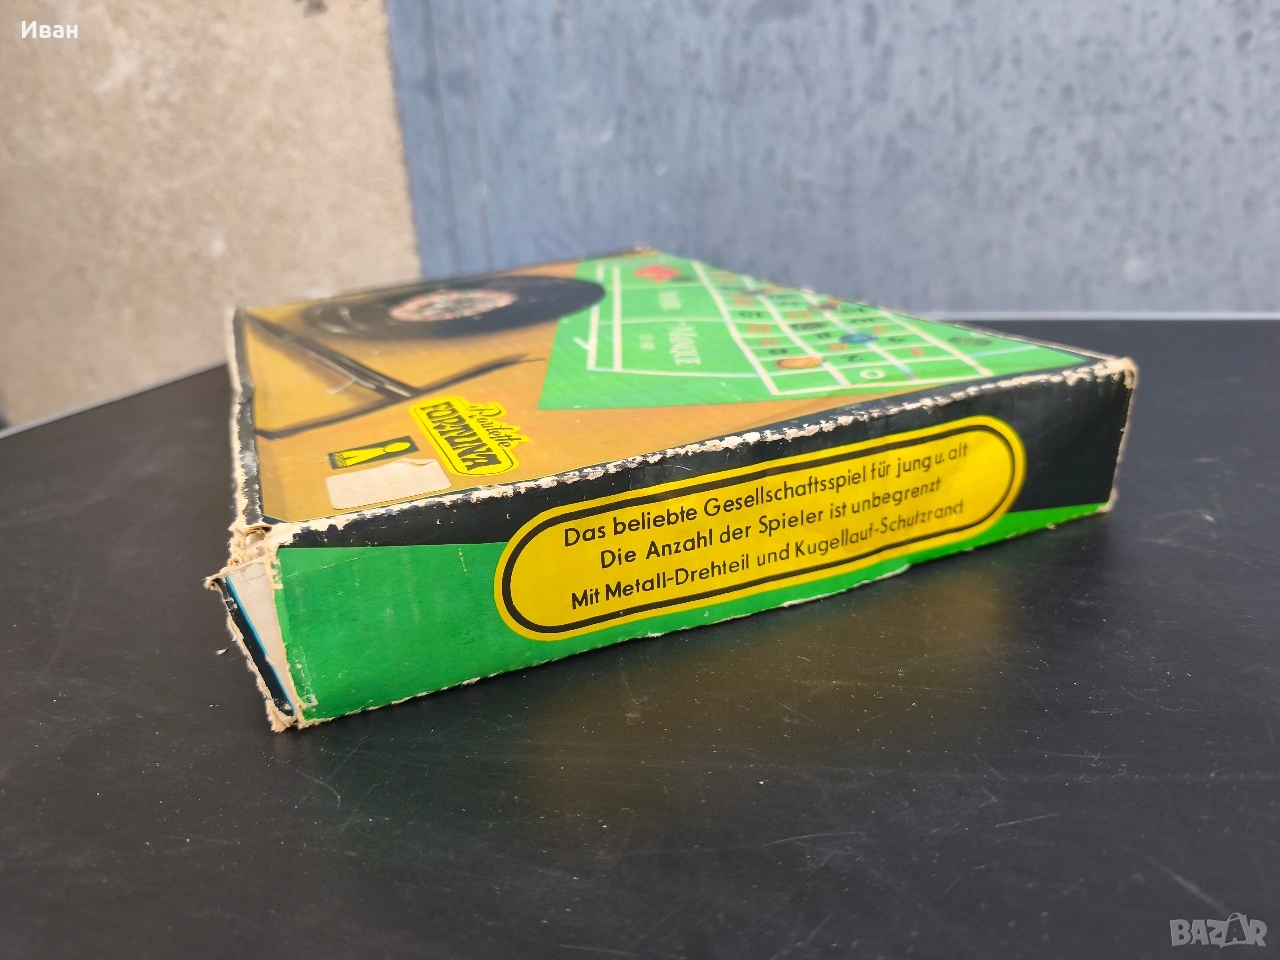 Иван
MANQUE
Roulette
FORTUNA
Das beliebte Gesellschaftsspiel für jung u. alt
Die Anzahl der Spieler ist unbegrenzt
Mit Metall-Drehteil und Kugellauf-Schutzrand
BAZAR